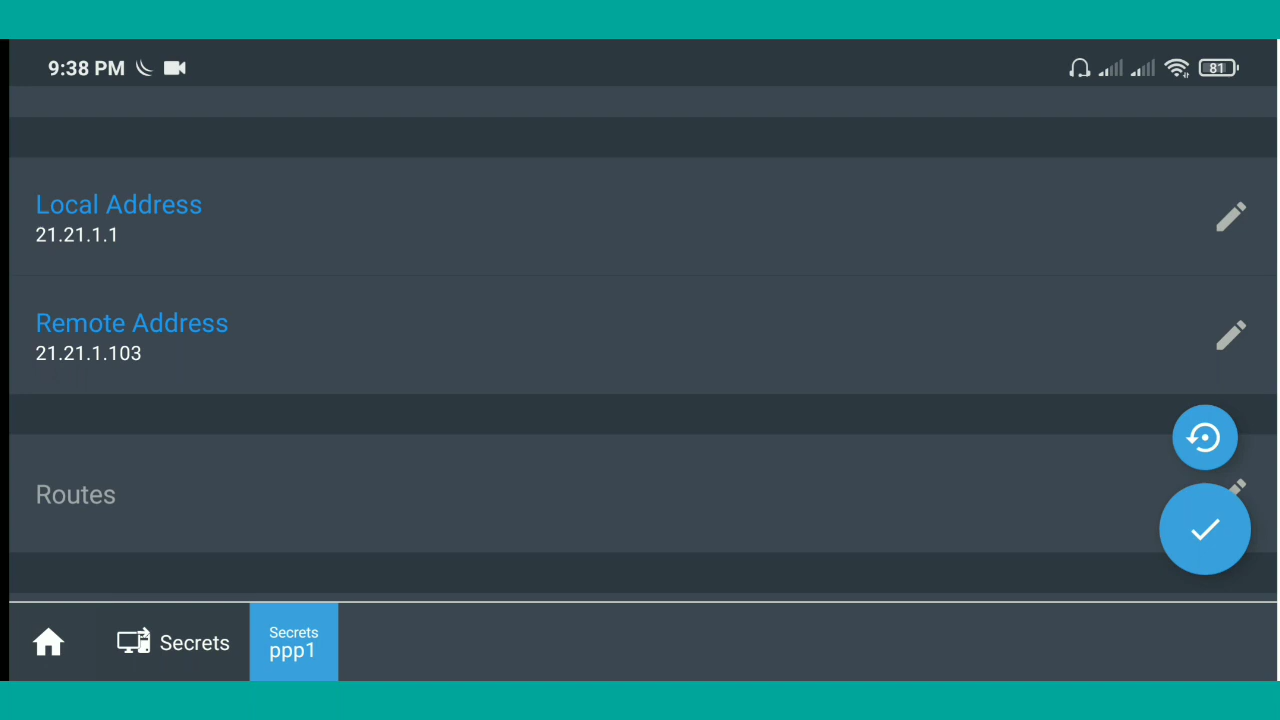 9:38 PM
81
Local Address
21.21.1.1
Remote Address
21.21.1.103
Routes
Secrets
Secrets
ppp1